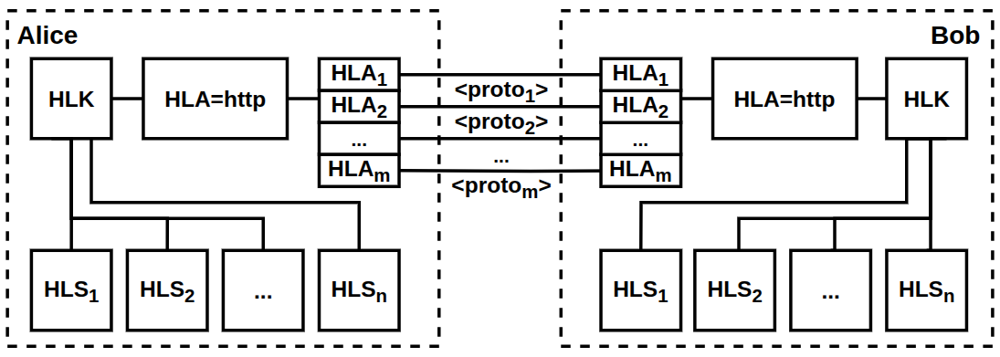 Alice
Bob
HLK
HLA=http
HLA1
HLA2
...
HLAm
<proto1>
<proto2>
...
<protom>
HLA1
HLA2
...
HLAm
HLA=http
HLK
HLS1
HLS2
...
HLSn
HLS1
HLS2
...
HLSn